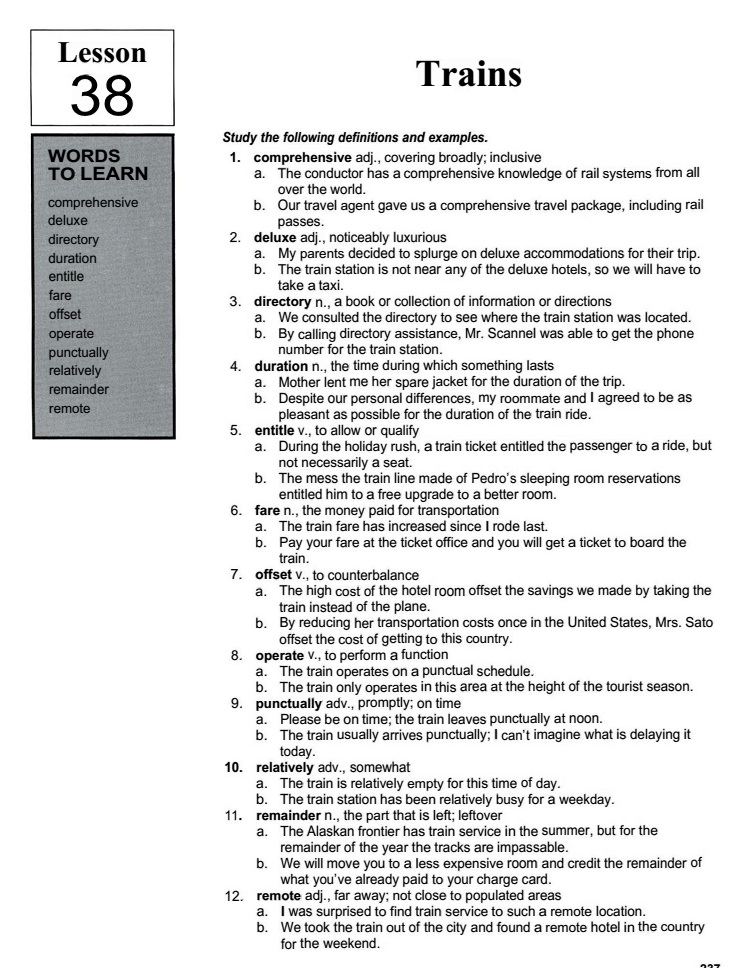 Lesson
38
Trains
WORDS
TO LEARN
comprehensive
deluxe
directory
duration
entitle
fare
offset
operate
punctually
relatively
remainder
remote
Study the following definitions and examples.
1. comprehensive adj., covering broadly; inclusive
a. The conductor has a comprehensive knowledge of rail systems from all
over the world.
b. Our travel agent gave us a comprehensive travel package, including rail
passes.
2. deluxe adj., noticeably luxurious
a. My parents decided to splurge on deluxe accommodations for their trip.
b. The train station is not near any of the deluxe hotels, so we will have to
take a taxi.
3. directory n., a book or collection of information or directions
a. We consulted the directory to see where the train station was located.
b. By calling directory assistance, Mr. Scannel was able to get the phone
number for the train station.
4. duration n., the time during which something lasts
a. Mother lent me her spare jacket for the duration of the trip.
b. Despite our personal differences, my roommate and I agreed to be as
pleasant as possible for the duration of the train ride.
5. entitle v., to allow or qualify
a. During the holiday rush, a train ticket entitled the passenger to a ride, but
not necessarily a seat.
b. The mess the train line made of Pedro's sleeping room reservations
entitled him to a free upgrade to a better room.
6. fare n., the money paid for transportation
a. The train fare has increased since I rode last.
b. Pay your fare at the ticket office and you will get a ticket to board the
train.
7. offset v., to counterbalance
a. The high cost of the hotel room offset the savings we made by taking the
train instead of the plane.
b. By reducing her transportation costs once in the United States, Mrs. Sato
offset the cost of getting to this country.
8. operate v., to perform a function
a. The train operates on a punctual schedule.
b. The train only operates in this area at the height of the tourist season.
9. punctually adv., promptly; on time
a. Please be on time; the train leaves punctually at noon.
b. The train usually arrives punctually; I can't imagine what is delaying it
today.
10. relatively adv., somewhat
a. The train is relatively empty for this time of day.
b. The train station has been relatively busy for a weekday.
11. remainder n., the part that is left; leftover
a. The Alaskan frontier has train service in the summer, but for the
remainder of the year the tracks are impassable.
b. We will move you to a less expensive room and credit the remainder of
what you've already paid to your charge card.
12. remote adj., far away; not close to populated areas
a. I was surprised to find train service to such a remote location.
b. We took the train out of the city and found a remote hotel in the country
for the weekend.
237